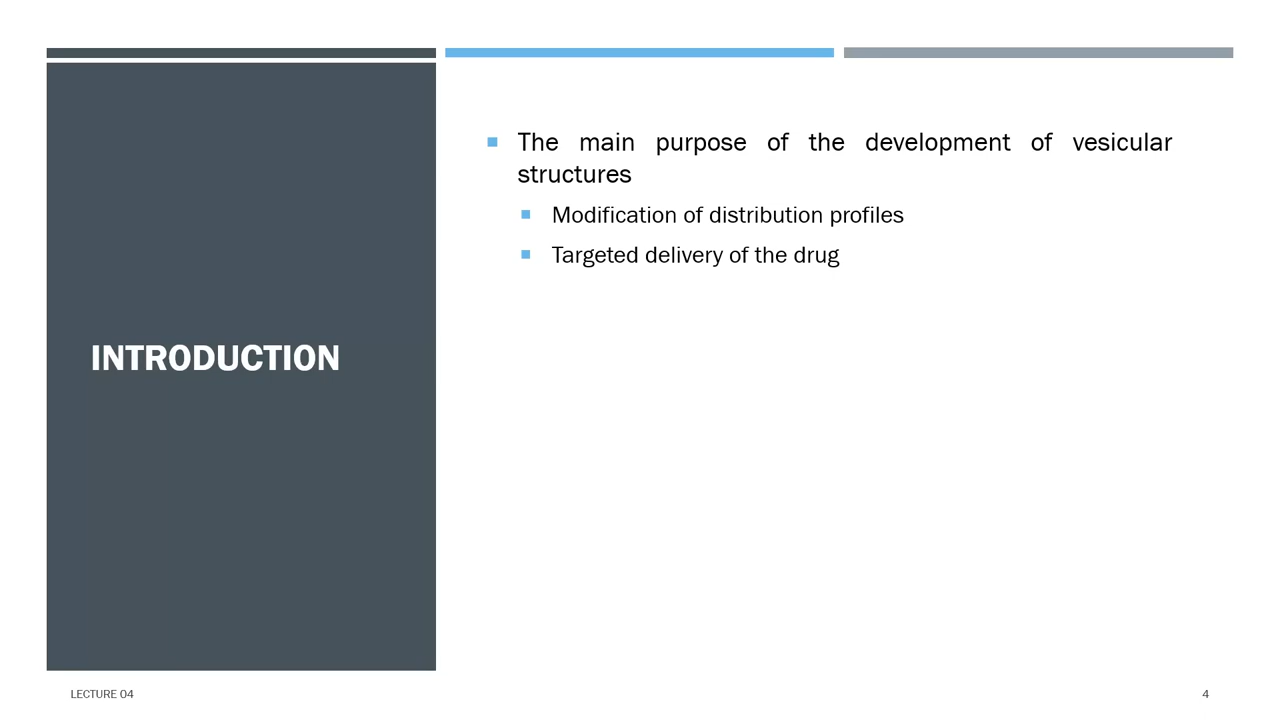 INTRODUCTION
The main purpose of the development of vesicular
structures
Modification of distribution profiles
Targeted delivery of the drug
LECTURE 04
4